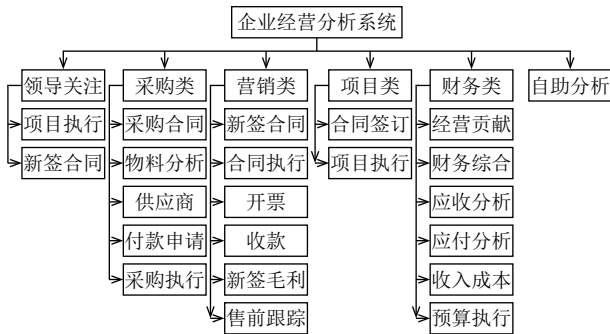 企业经营分析系统
领导关注
采购类
营销类
项目类
财务类
自助分析
项目执行
采购合同
新签合同
合同签订
经营贡献
新签合同
物料分析
合同执行
项目执行
财务综合
供应商
开票
应收分析
付款申请
收款
应付分析
采购执行
新签毛利
收入成本
售前跟踪
预算执行